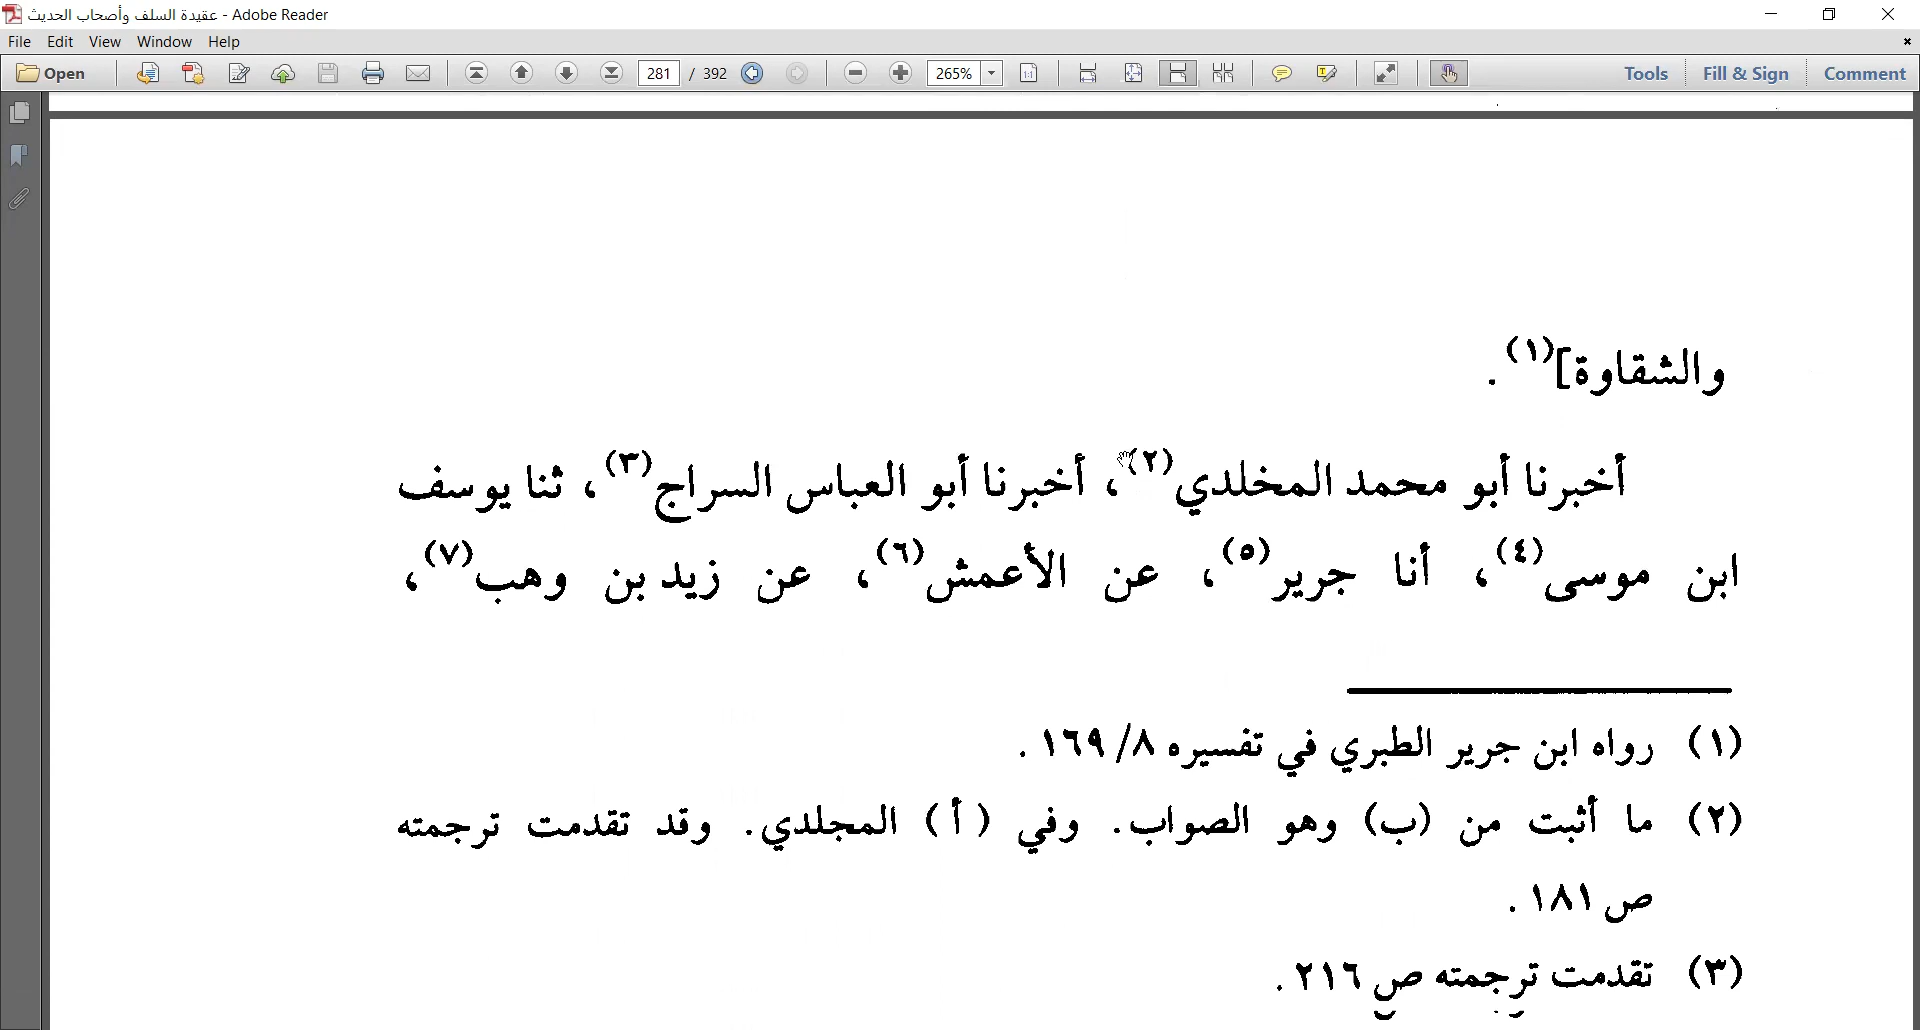 عقيدة السلف وأصحاب الحديث - Adobe Reader
File Edit View Window Help
Open 281 / 392 265% Tools Fill & Sign Comment
والشقاوة](١) .
أخبرنا أبو محمد المخلدي(٢)، أخبرنا أبو العباس السراج(٣)، ثنا يوسف
ابن موسى(٤)، أنا جرير(٥)، عن الأعمش(٦)، عن زيد بن وهب(٧)،
(١) رواه ابن جرير الطبري في تفسيره ٨/ ١٦٩ .
(٢) ما أثبت من (ب) وهو الصواب. وفي (أ) المجلدي. وقد تقدمت ترجمته
ص ١٨١ .
(٣) تقدمت ترجمته ص ٢١٦ .